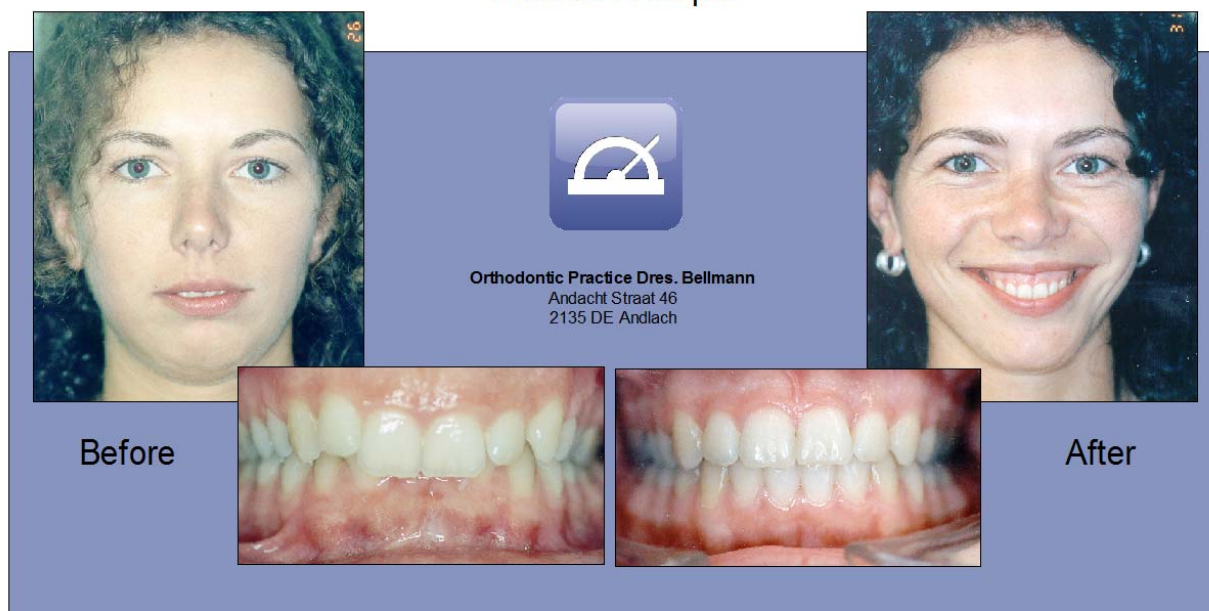 Orthodontic Practice Dres. Bellmann
Andacht Straat 46
2135 DE Andlach
Before
After